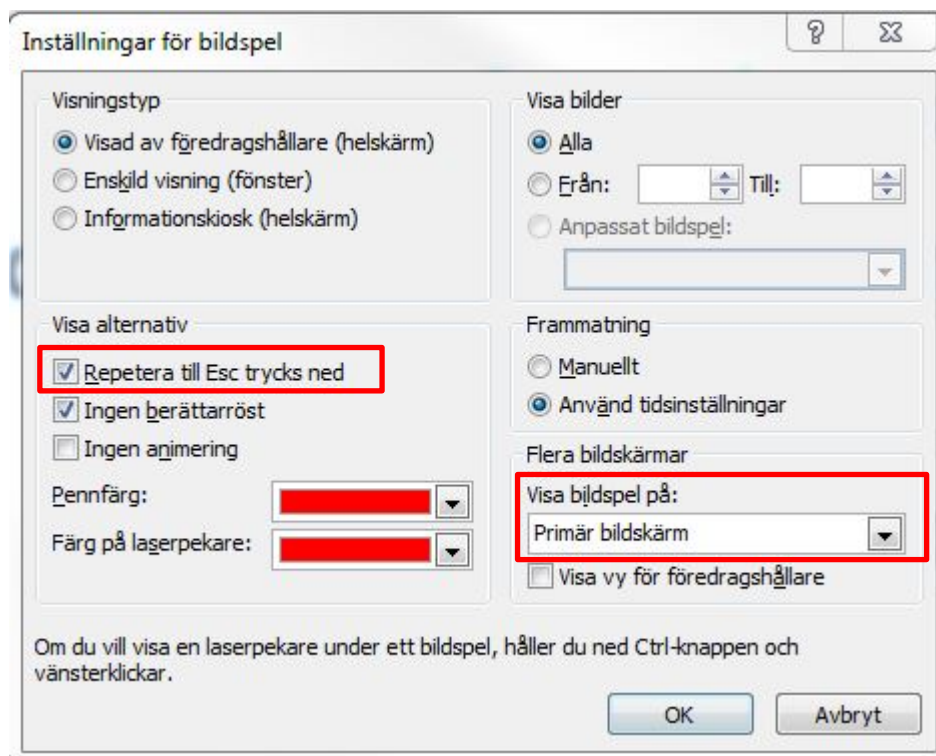 Inställningar för bildspel
Visningstyp
Visad av föredragshållare (helskärm)
Enskild visning (fönster)
Informationskiosk (helskärm)
Visa bilder
Alla
Från: Till:
Anpassat bildspel:
Visa alternativ
Repetera till Esc trycks ned
Ingen berättarröst
Ingen animering
Pennfärg:
Färg på laserpekare:
Frammatning
Manuellt
Använd tidsinställningar
Flera bildskärmar
Visa bildspel på:
Primär bildskärm
Visa vy för föredragshållare
Om du vill visa en laserpekare under ett bildspel, håller du ned Ctrl-knappen och
vänsterklickar.
OK Avbryt